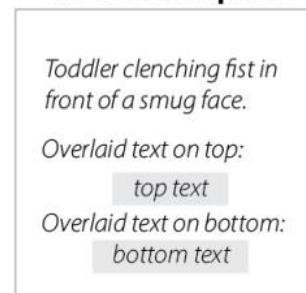 Toddler clenching fist in
front of a smug face.
Overlaid text on top:
top text
Overlaid text on bottom:
bottom text